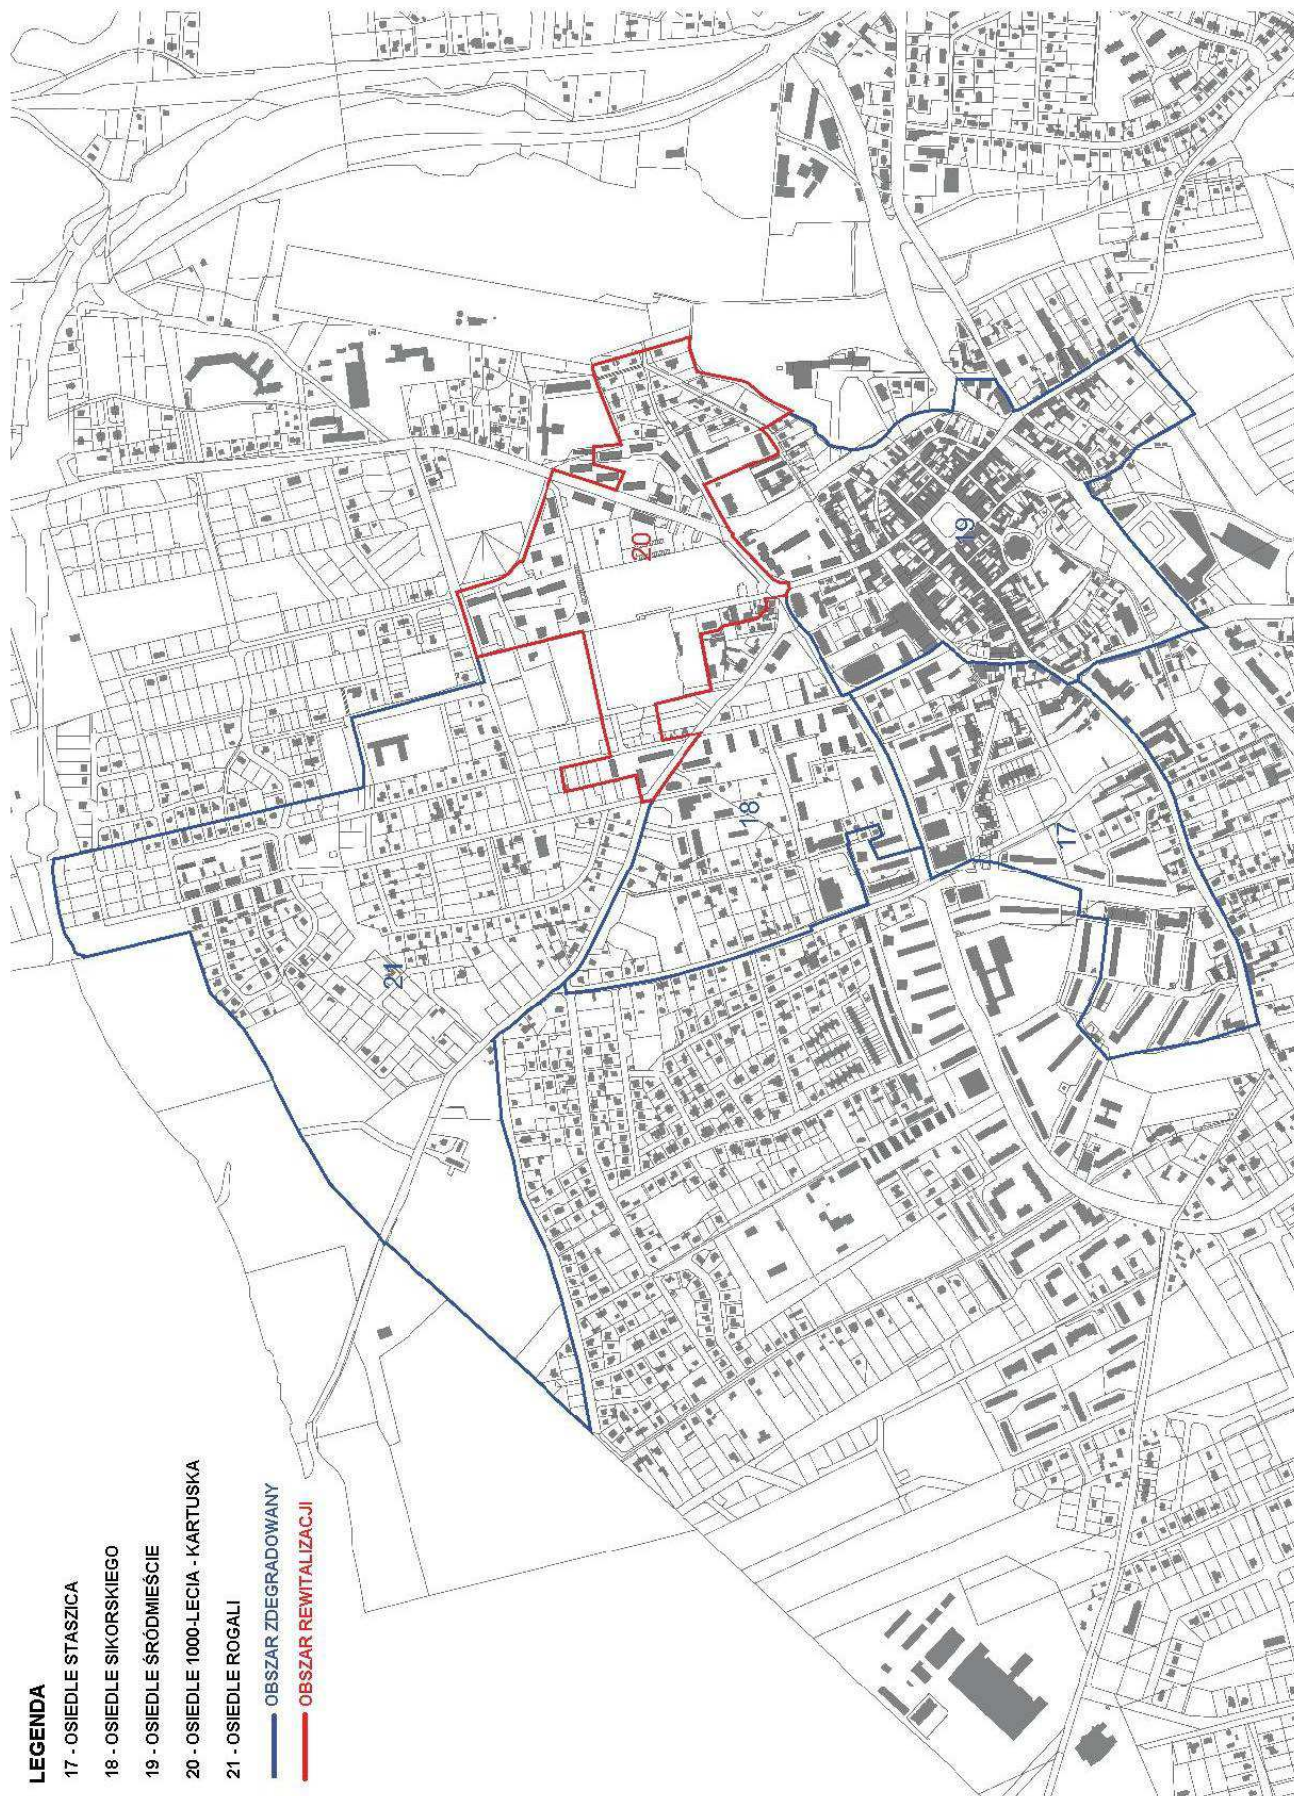 LEGENDA
17 - OSIEDLE STASZICA
18 - OSIEDLE SIKORSKIEGO
19 - OSIEDLE ŚRÓDMIEŚCIE
20 - OSIEDLE 1000-LECIA - KARTUSKA
21 - OSIEDLE ROGALI
OBSZAR ZDEGRADOWANY
OBSZAR REWITALIZACJI
21
20
18
19
17